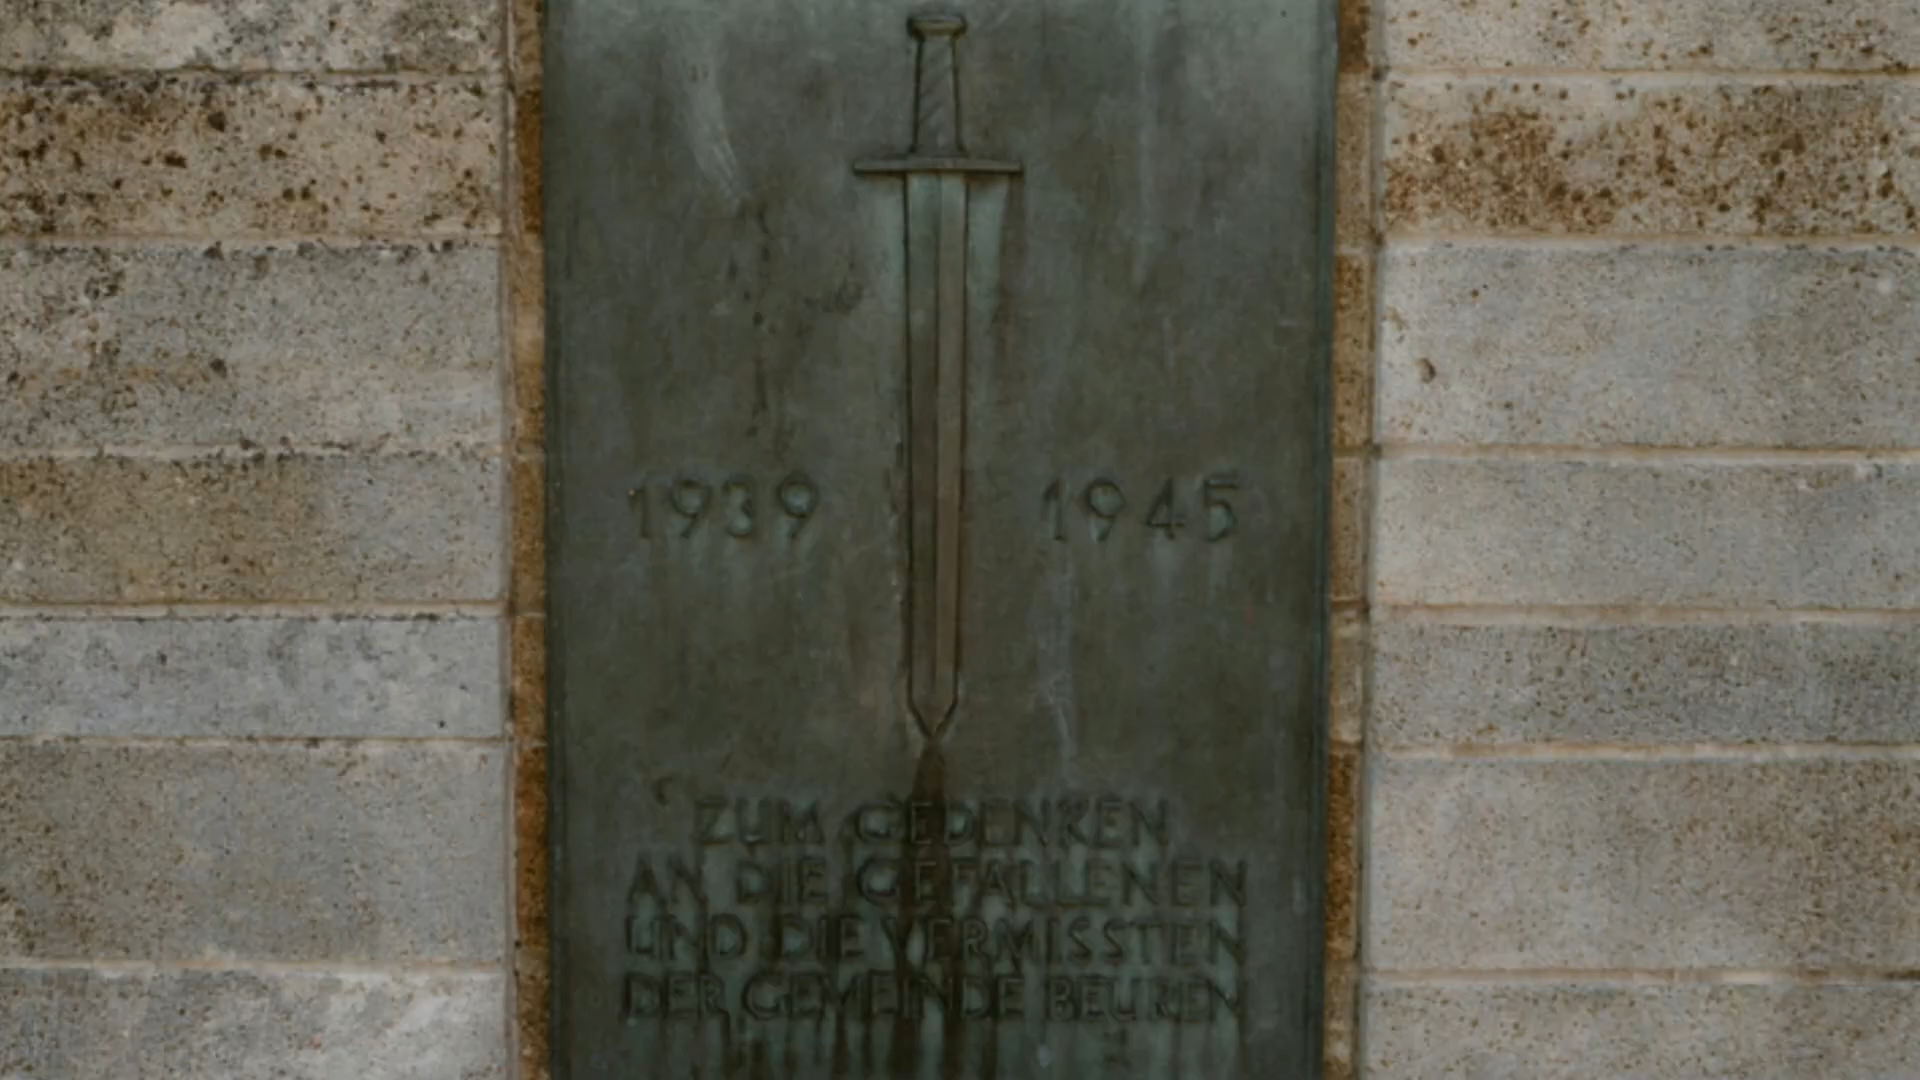 1939 1945
ZUM GEDENKEN
AN DIE GEFALLENEN
UND DIE VERMISSTEN
DER GEMEINDE BEUREN